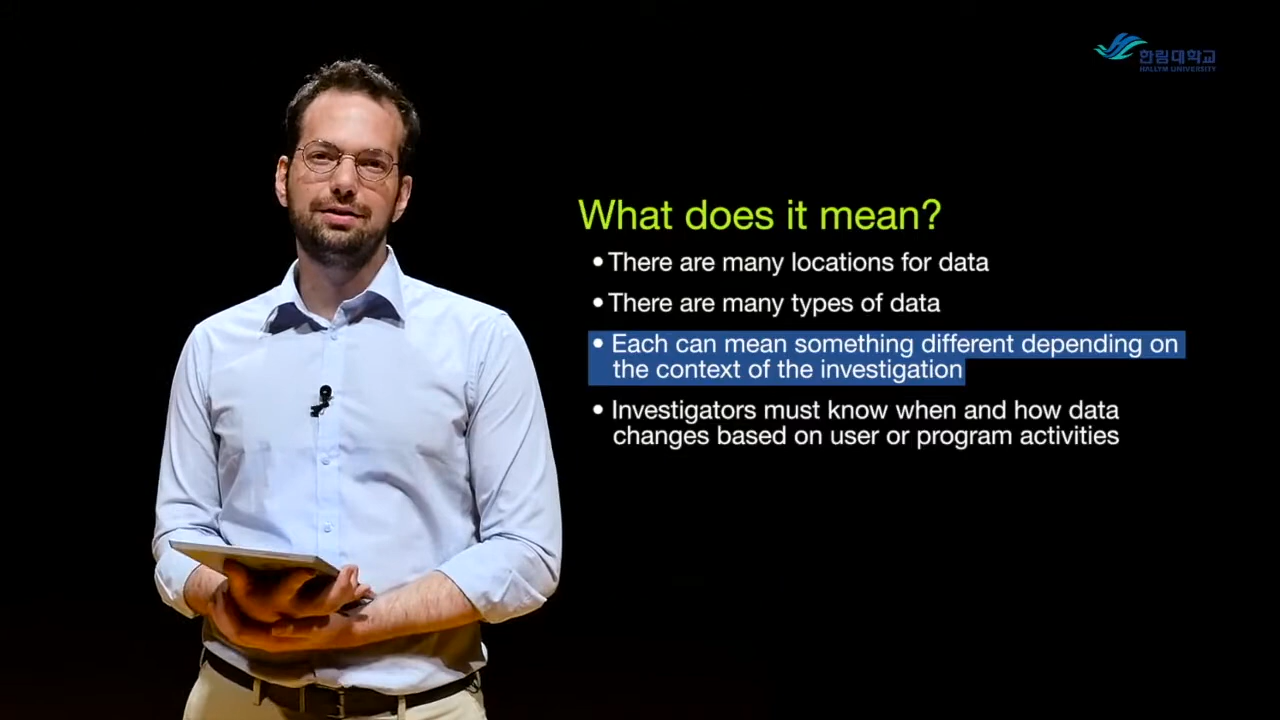 한림대학교
HALLYM UNIVERSITY
What does it mean?
• There are many locations for data
• There are many types of data
• Each can mean something different depending on
the context of the investigation
• Investigators must know when and how data
changes based on user or program activities